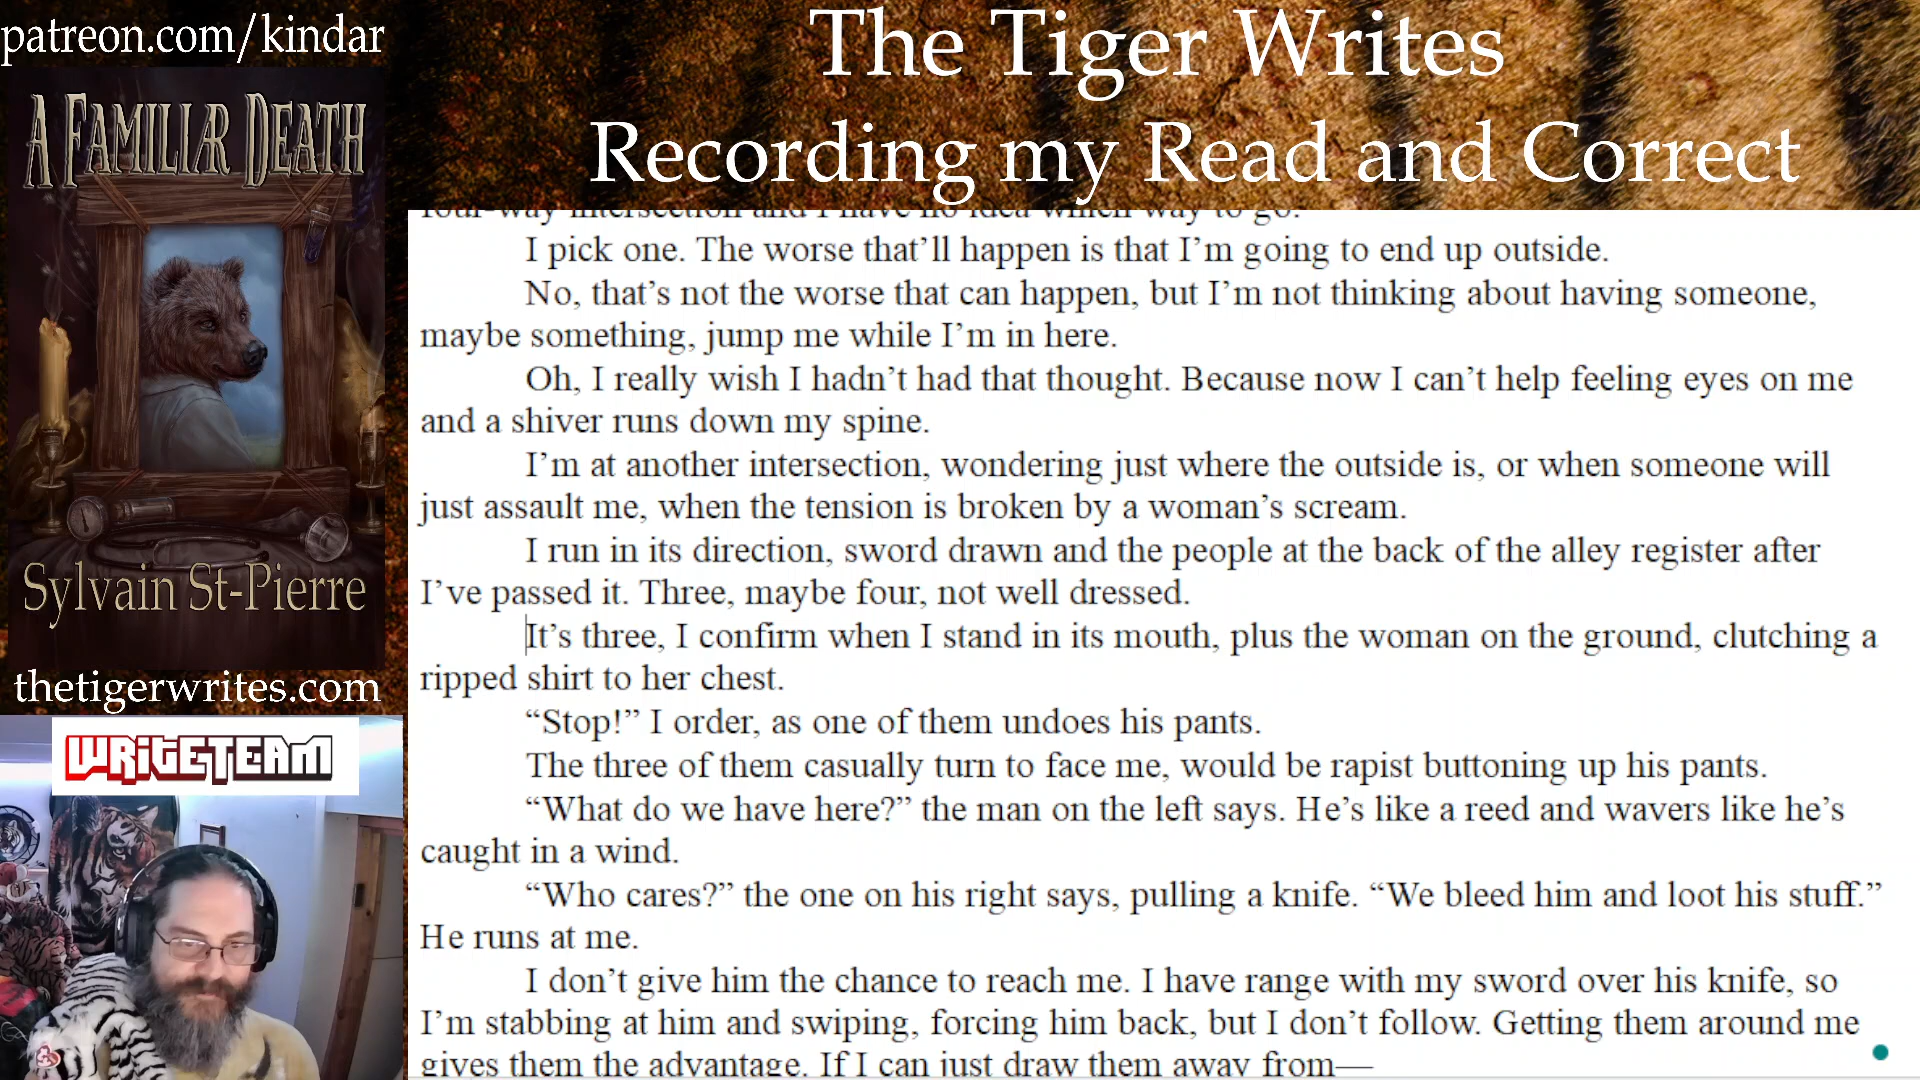 patreon.com/kindar
A FAMILIAR DEATH
Sylvain St-Pierre
thetigerwrites.com
WRITETEAM
The Tiger Writes
Recording my Read and Correct
four-way intersection and I have no idea which way to go.
I pick one. The worse that’ll happen is that I’m going to end up outside.
No, that’s not the worse that can happen, but I’m not thinking about having someone,
maybe something, jump me while I’m in here.
Oh, I really wish I hadn’t had that thought. Because now I can’t help feeling eyes on me
and a shiver runs down my spine.
I’m at another intersection, wondering just where the outside is, or when someone will
just assault me, when the tension is broken by a woman’s scream.
I run in its direction, sword drawn and the people at the back of the alley register after
I’ve passed it. Three, maybe four, not well dressed.
It’s three, I confirm when I stand in its mouth, plus the woman on the ground, clutching a
ripped shirt to her chest.
“Stop!” I order, as one of them undoes his pants.
The three of them casually turn to face me, would be rapist buttoning up his pants.
“What do we have here?” the man on the left says. He’s like a reed and wavers like he’s
caught in a wind.
“Who cares?” the one on his right says, pulling a knife. “We bleed him and loot his stuff.”
He runs at me.
I don’t give him the chance to reach me. I have range with my sword over his knife, so
I’m stabbing at him and swiping, forcing him back, but I don’t follow. Getting them around me
gives them the advantage. If I can just draw them away from—